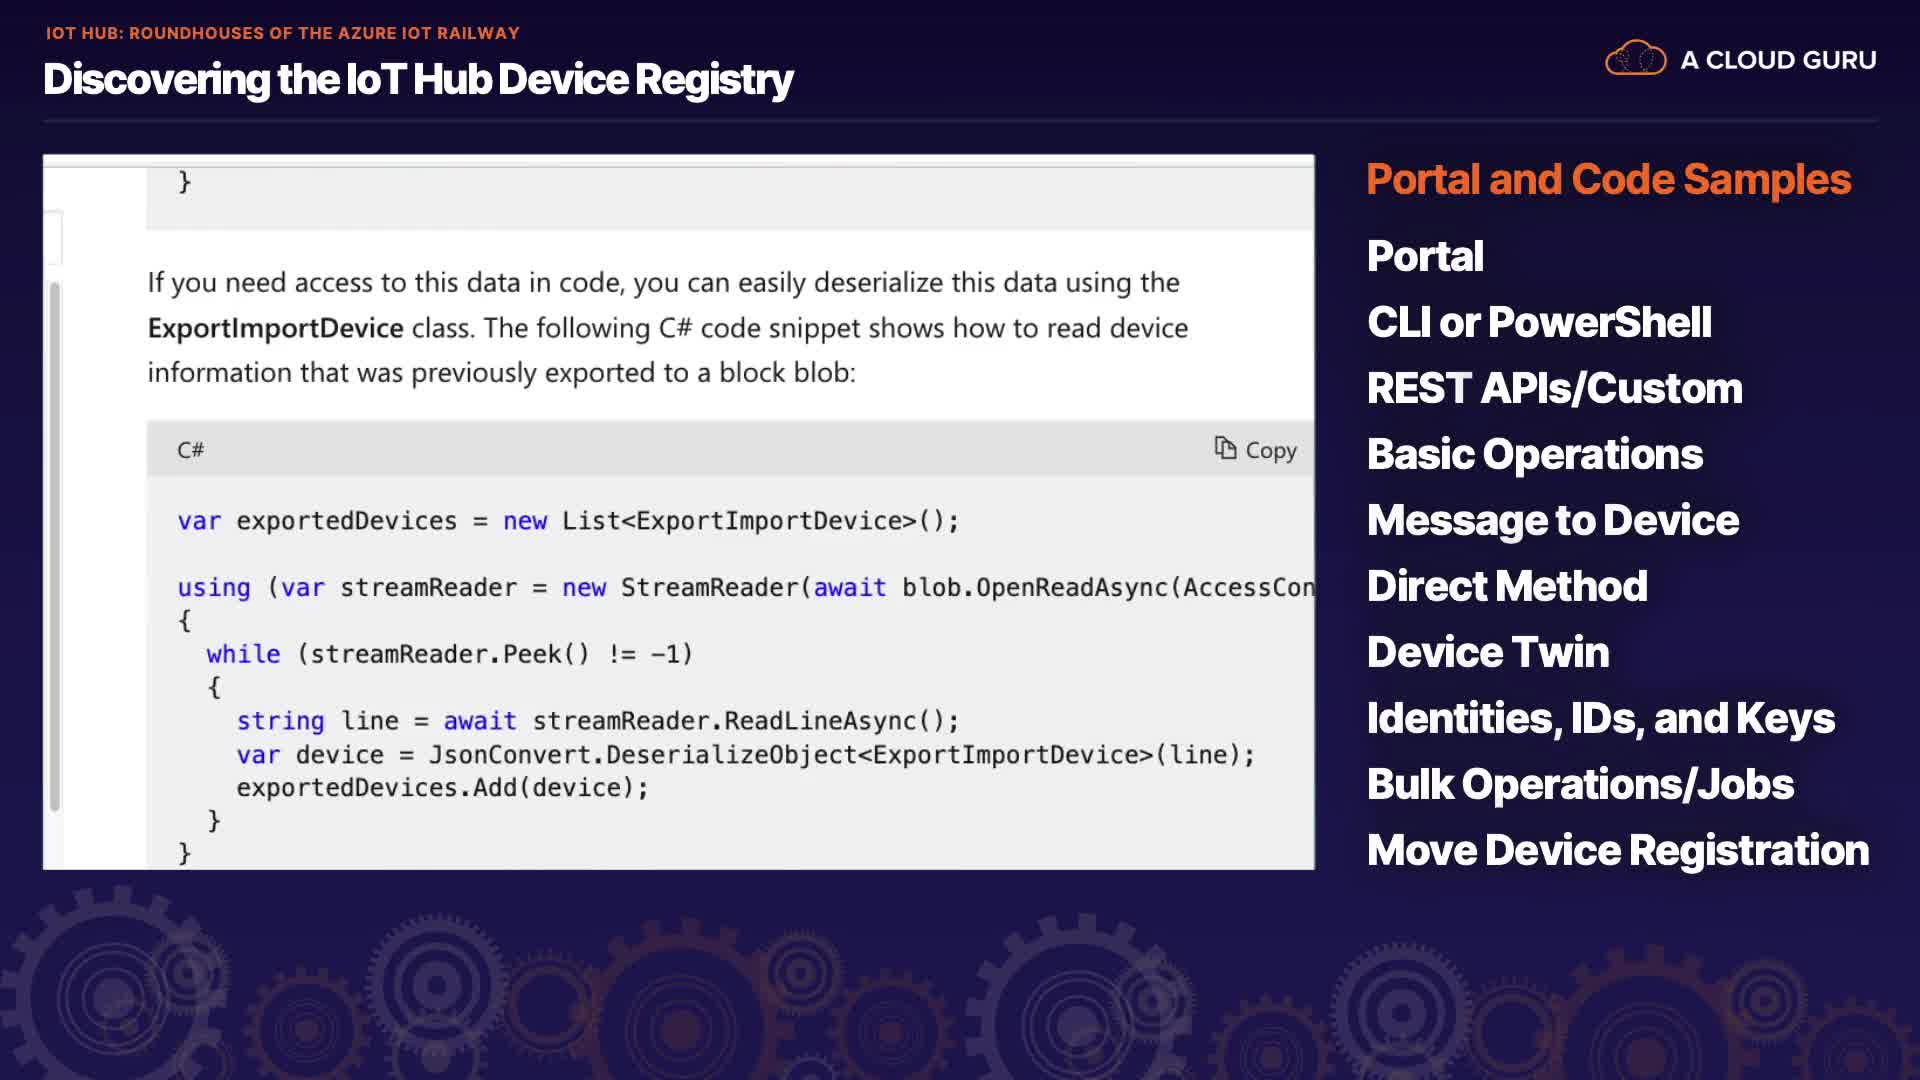 IOT HUB: ROUNDHOUSES OF THE AZURE IOT RAILWAY
Discovering the IoT Hub Device Registry
A CLOUD GURU
}
If you need access to this data in code, you can easily deserialize this data using the
ExportImportDevice class. The following C# code snippet shows how to read device
information that was previously exported to a block blob:
C#
Copy
var exportedDevices = new List<ExportImportDevice>();
using (var streamReader = new StreamReader(await blob.OpenReadAsync(AccessCon
{
while (streamReader.Peek() != -1)
{
string line = await streamReader.ReadLineAsync();
var device = JsonConvert.DeserializeObject<ExportImportDevice>(line);
exportedDevices.Add(device);
}
}
Portal and Code Samples
Portal
CLI or PowerShell
REST APIs/Custom
Basic Operations
Message to Device
Direct Method
Device Twin
Identities, IDs, and Keys
Bulk Operations/Jobs
Move Device Registration